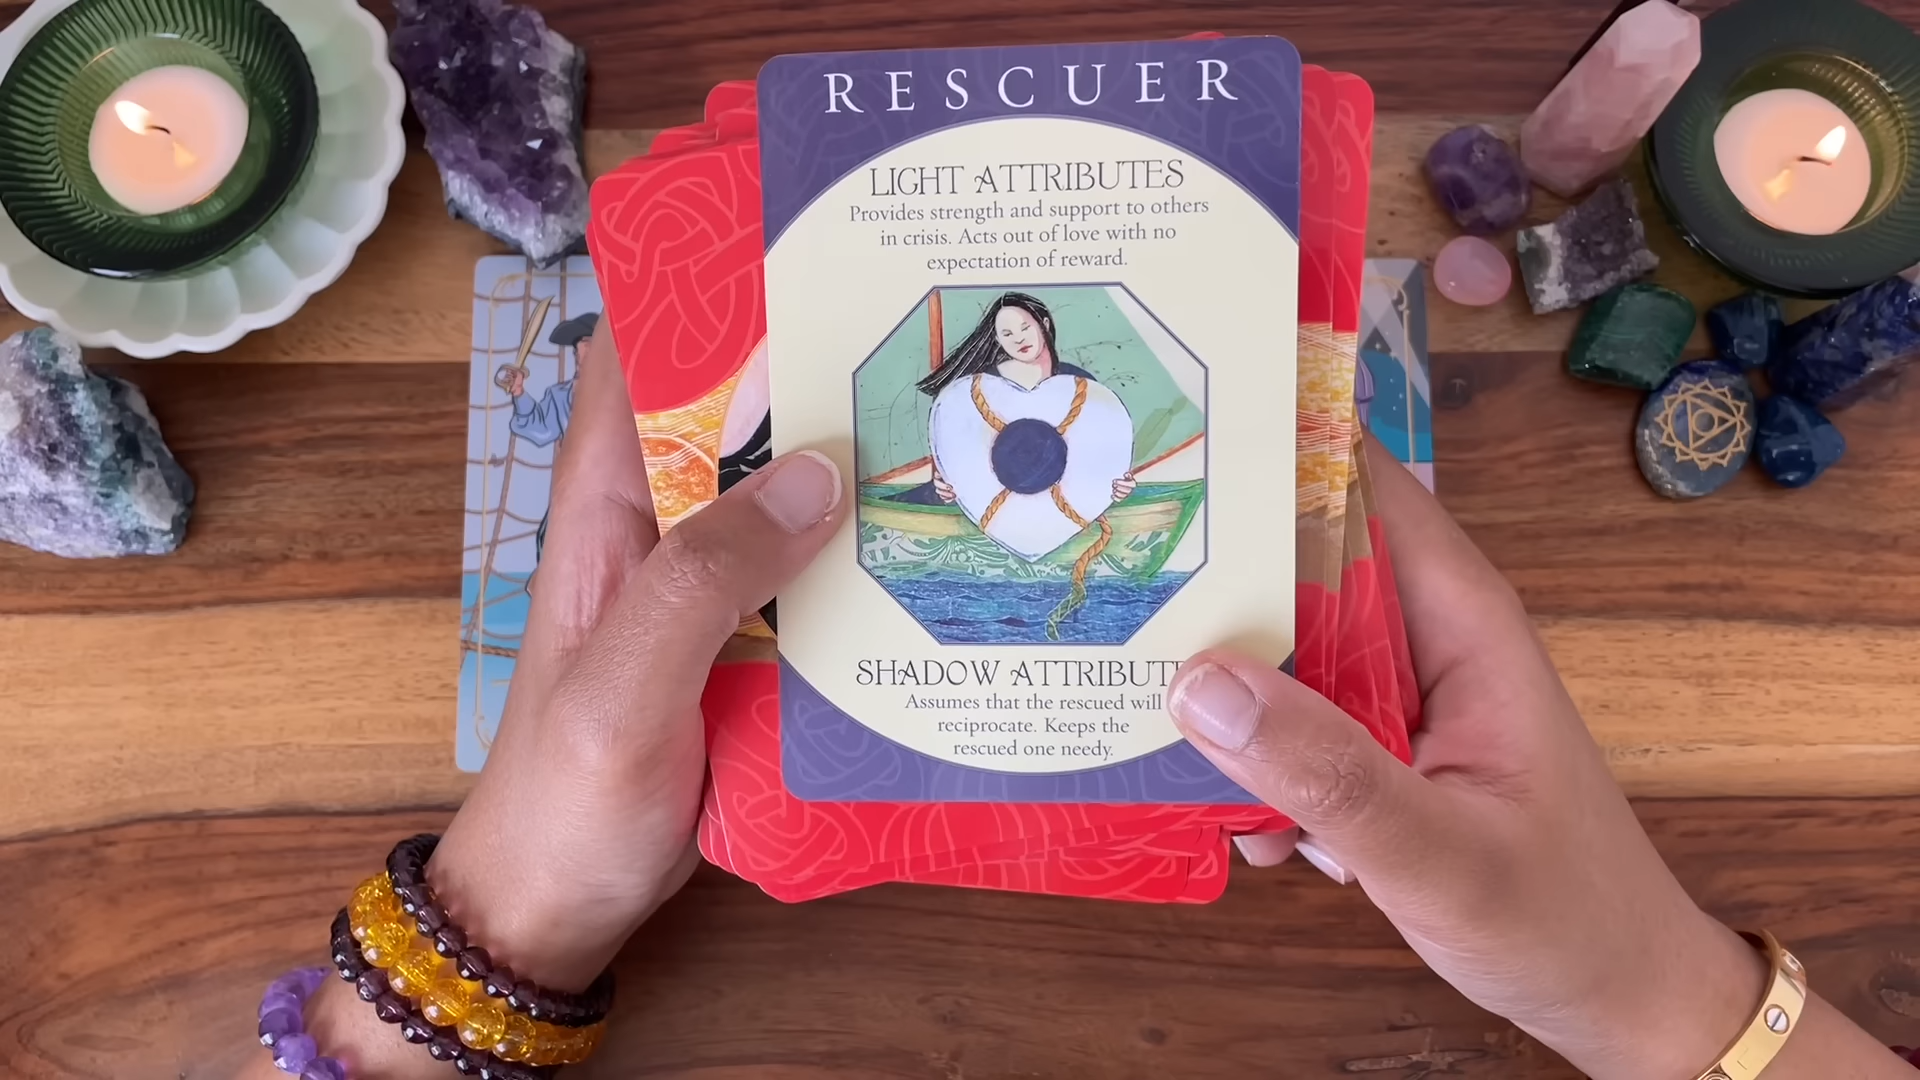 RESCUER
LIGHT ATTRIBUTES
Provides strength and support to others
in crisis. Acts out of love with no
expectation of reward.
SHADOW
Assumes that the rescued will
reciprocate. Keeps the
rescued one needy.